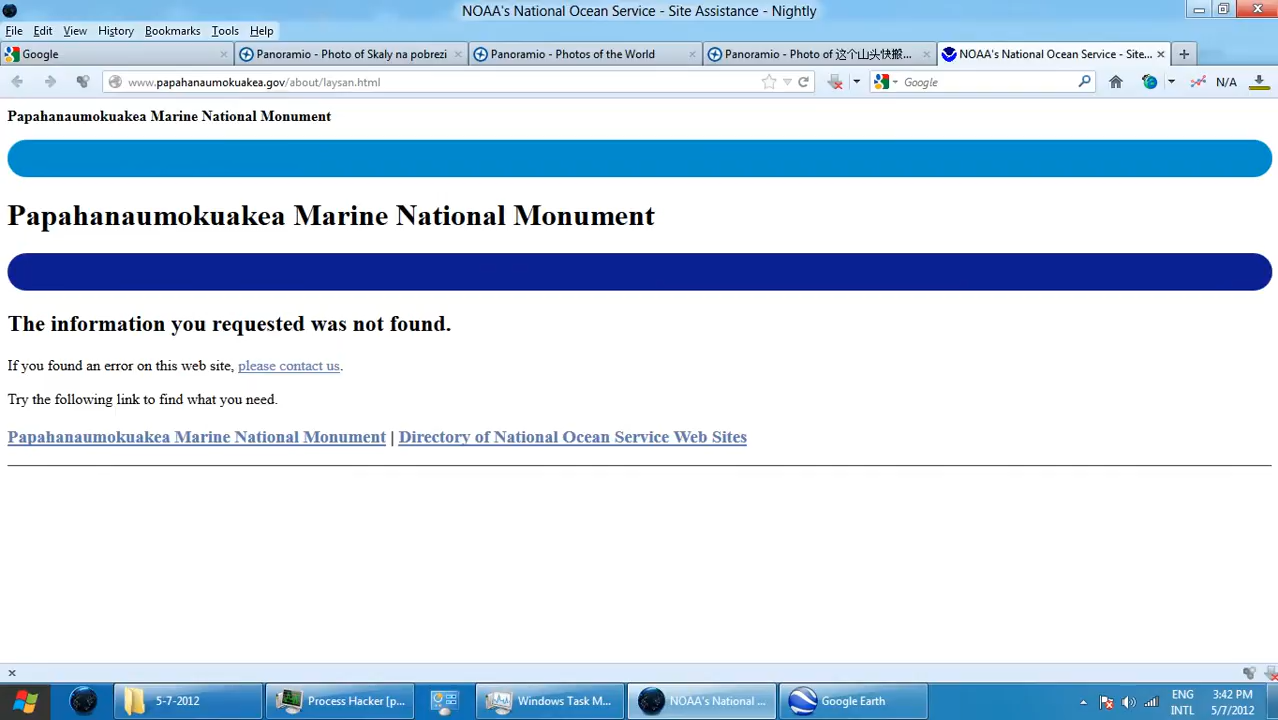 NOAA's National Ocean Service - Site Assistance - Nightly
File Edit View History Bookmarks Tools Help
Google
Panoramio - Photo of Skaly na pobrezi
Panoramio - Photos of the World
Panoramio - Photo of 这个山头快搬...
NOAA's National Ocean Service - Site...
www.papahanaumokuakea.gov/about/laysan.html
Google
N/A
Papahanaumokuakea Marine National Monument
Papahanaumokuakea Marine National Monument
The information you requested was not found.
If you found an error on this web site, please contact us.
Try the following link to find what you need.
Papahanaumokuakea Marine National Monument | Directory of National Ocean Service Web Sites
5-7-2012
Process Hacker [p...
Windows Task M...
NOAA's National ...
Google Earth
ENG
INTL
3:42 PM
5/7/2012